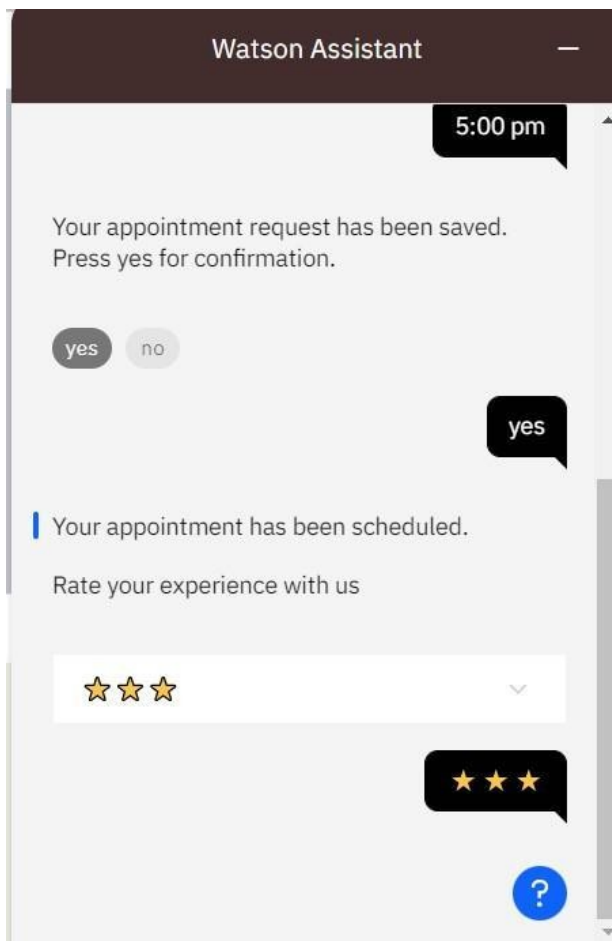 Watson Assistant
5:00 pm
Your appointment request has been saved.
Press yes for confirmation.
yes no
yes
Your appointment has been scheduled.
Rate your experience with us
?